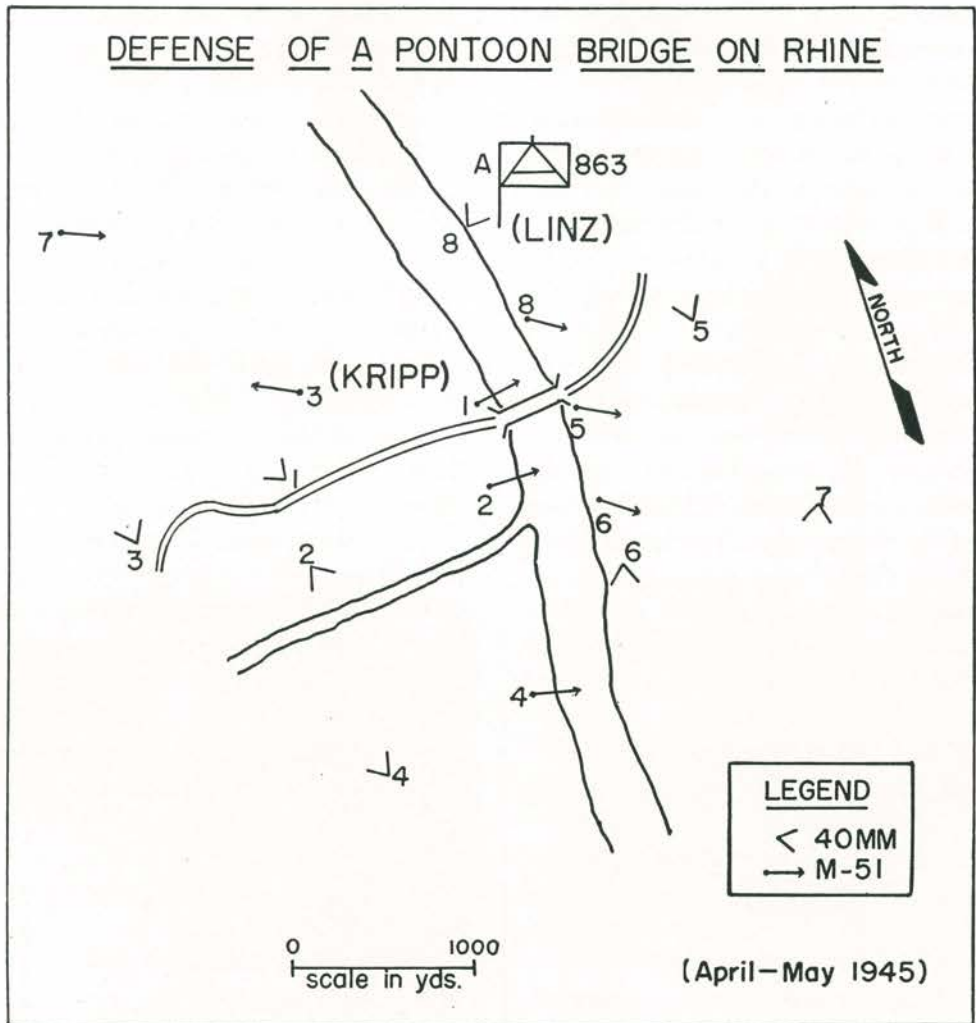 DEFENSE OF A PONTOON BRIDGE ON RHINE
A 863
(LINZ)
8
7
8
5
NORTH
(KRIPP)
3
1
5
1
2
6
7
3
2
6
4
4
LEGEND
40MM
M-51
0 1000
scale in yds.
(April-May 1945)